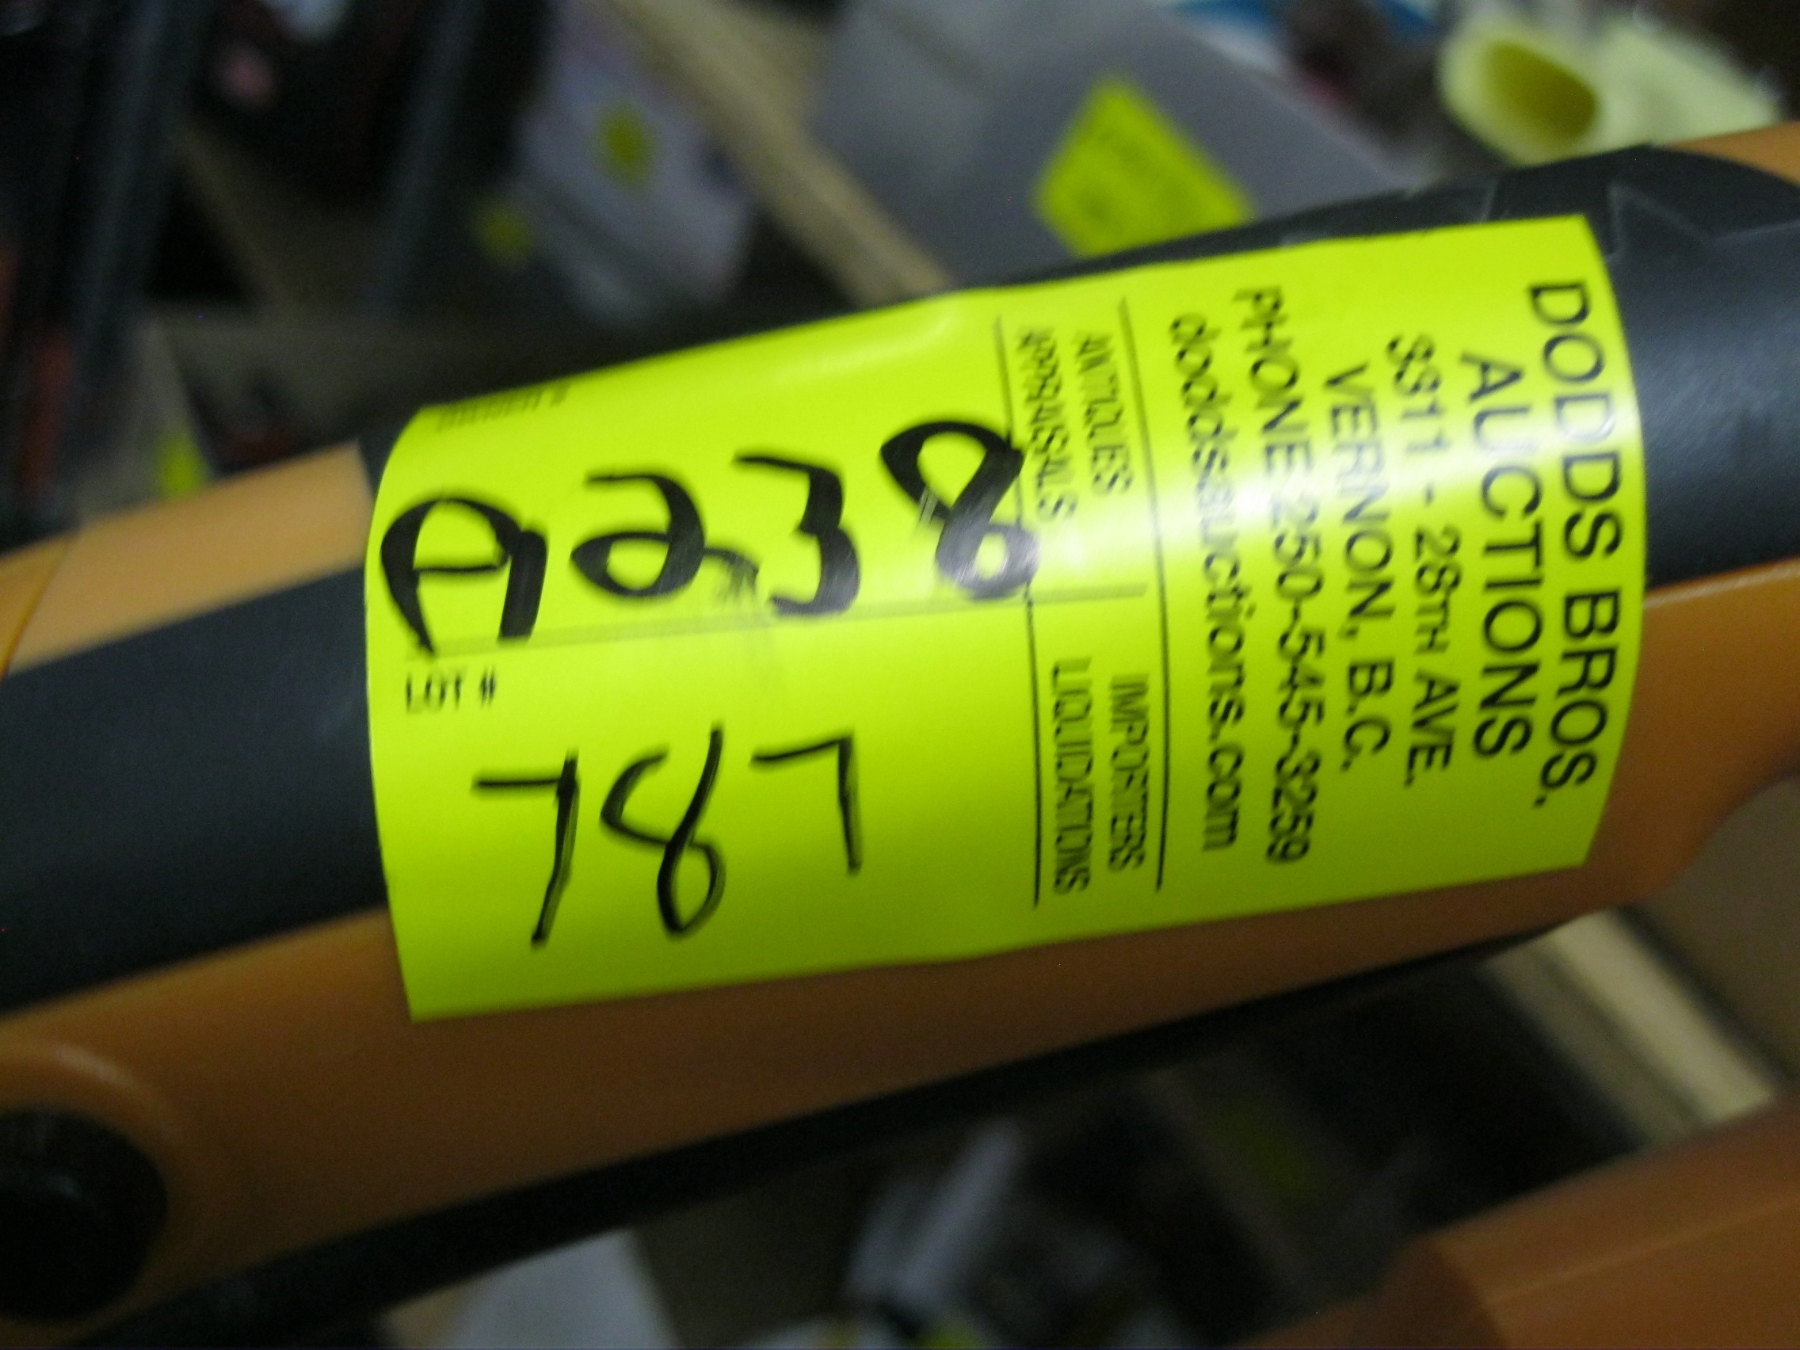 DODDS BROS.
AUCTIONS
3311 - 28TH AVE.
VERNON, B.C.
PHONE 250-545-3259
doddsauctions.com
ANTIQUES IMPORTERS
APPRAISALS LIQUIDATIONS
A238
LOT #
787